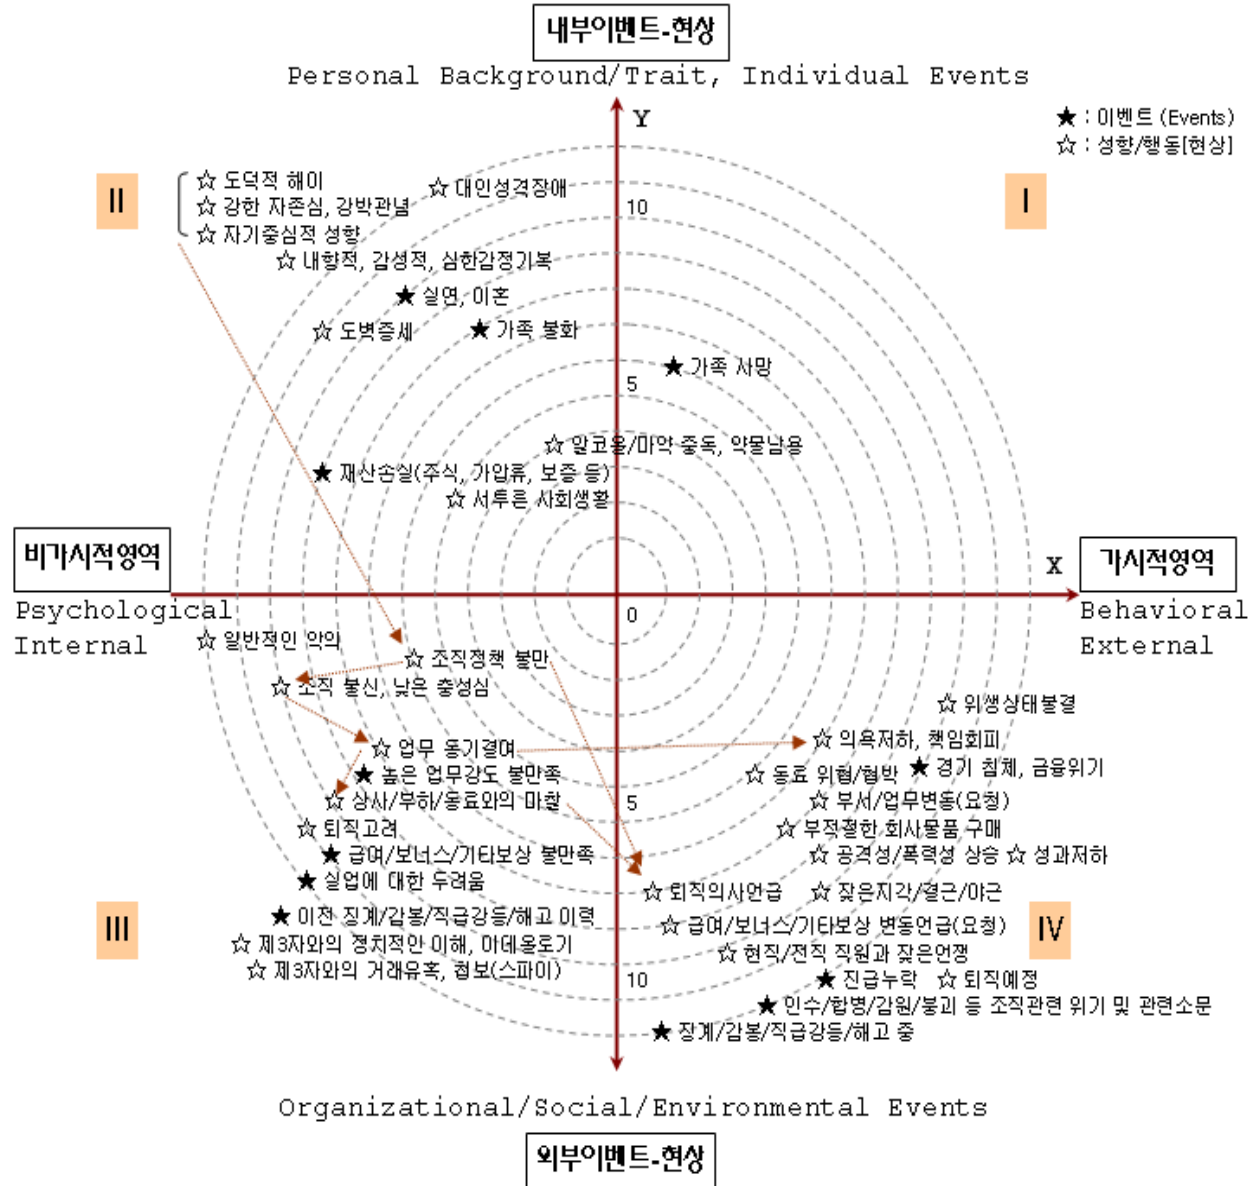 내부이벤트-현상
Personal Background/Trait, Individual Events
Y
★ : 이벤트 (Events)
☆ : 성향/행동[현상]
II
I
☆ 도덕적 해이
☆ 강한 자존심, 강박관념
☆ 자기중심적 성향
☆ 대인성격장애
10
☆ 내향적, 감성적, 심한감정기복
★ 실연, 이혼
☆ 도벽증세
★ 가족 불화
★ 가족 사망
5
☆ 알코올/마약 중독, 약물남용
★ 재산손실(주식, 가압류, 보증 등)
☆ 서투른 사회생활
비가시적영역
Psychological
Internal
X
가시적영역
Behavioral
External
0
☆ 일반적인 악의
☆ 조직정책 불만
☆ 조직 불신, 낮은 충성심
☆ 위생상태불결
☆ 업무 동기결여
☆ 의욕저하, 책임회피
★ 높은 업무강도 불만족
☆ 동료 위협/협박
★ 경기 침체, 금융위기
☆ 상사/부하/동료와의 마찰
5
☆ 부서/업무변동(요청)
☆ 퇴직고려
☆ 부적절한 회사물품 구매
★ 급여/보너스/기타보상 불만족
☆ 공격성/폭력성 상승
☆ 성과저하
★ 실업에 대한 두려움
☆ 퇴직의사언급
☆ 잦은지각/결근/야근
III
IV
★ 이전 징계/감봉/직급강등/해고 이력
☆ 급여/보너스/기타보상 변동언급(요청)
☆ 제3자와의 정치적인 이해, 아데올로기
☆ 현직/전직 직원과 잦은언쟁
☆ 제3자와의 거래유혹, 첩보(스파이)
10
★ 진급누락
☆ 퇴직예정
★ 인수/합병/감원/붕괴 등 조직관련 위기 및 관련소문
★ 징계/감봉/직급강등/해고 중
Organizational/Social/Environmental Events
외부이벤트-현상